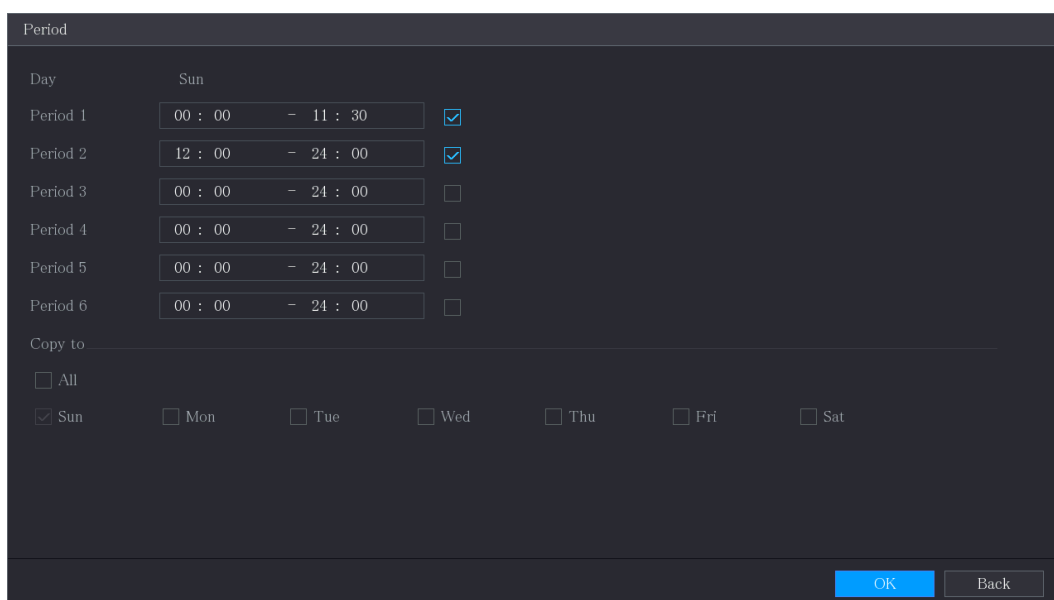 Period
Day Sun
Period 1 00 : 00 - 11 : 30
Period 2 12 : 00 - 24 : 00
Period 3 00 : 00 - 24 : 00
Period 4 00 : 00 - 24 : 00
Period 5 00 : 00 - 24 : 00
Period 6 00 : 00 - 24 : 00
Copy to
All
Sun Mon Tue Wed Thu Fri Sat
OK Back